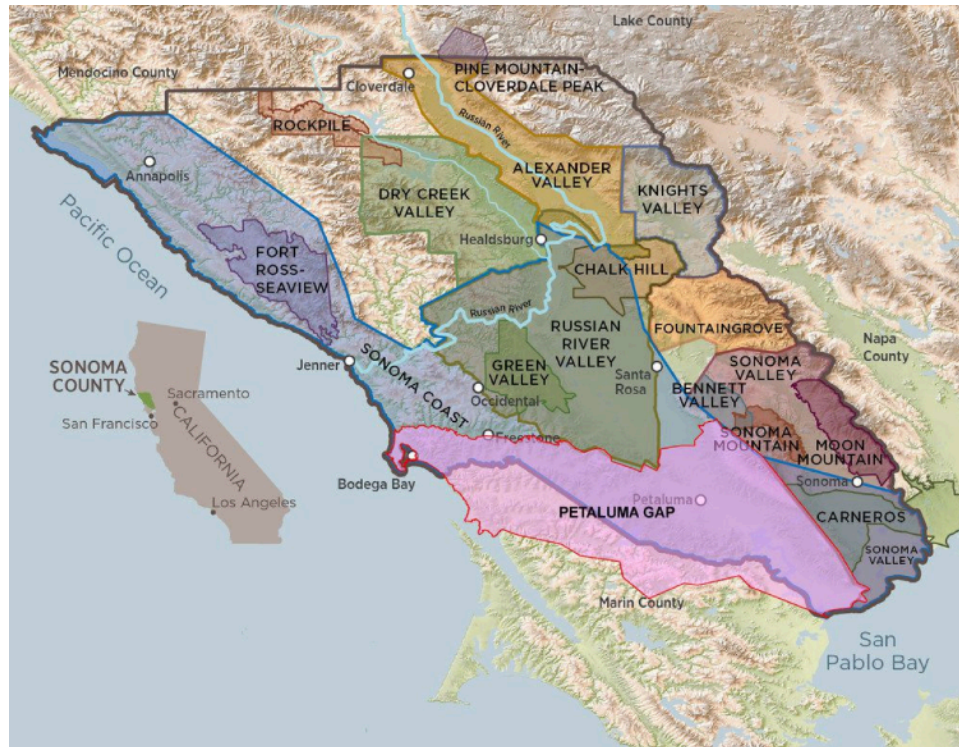 Lake County
Mendocino County
Cloverdale
PINE MOUNTAIN-
CLOVERDALE PEAK
ROCKPILE
Russian River
Annapolis
ALEXANDER
VALLEY
KNIGHTS
VALLEY
DRY CREEK
VALLEY
Pacific Ocean
Healdsburg
FORT
ROSS-
SEAVIEW
CHALK HILL
Russian River
RUSSIAN
RIVER
VALLEY
FOUNTAINGROVE
Napa
County
Jenner
SONOMA
COAST
GREEN
VALLEY
Santa
Rosa
SONOMA
VALLEY
BENNETT
VALLEY
Occidental
SONOMA
COUNTY
Sacramento
San Francisco
CALIFORNIA
Los Angeles
Freestone
SONOMA
MOUNTAIN
MOON
MOUNTAIN
Bodega Bay
Sonoma
Petaluma
PETALUMA GAP
CARNEROS
SONOMA
VALLEY
Marin County
San
Pablo Bay